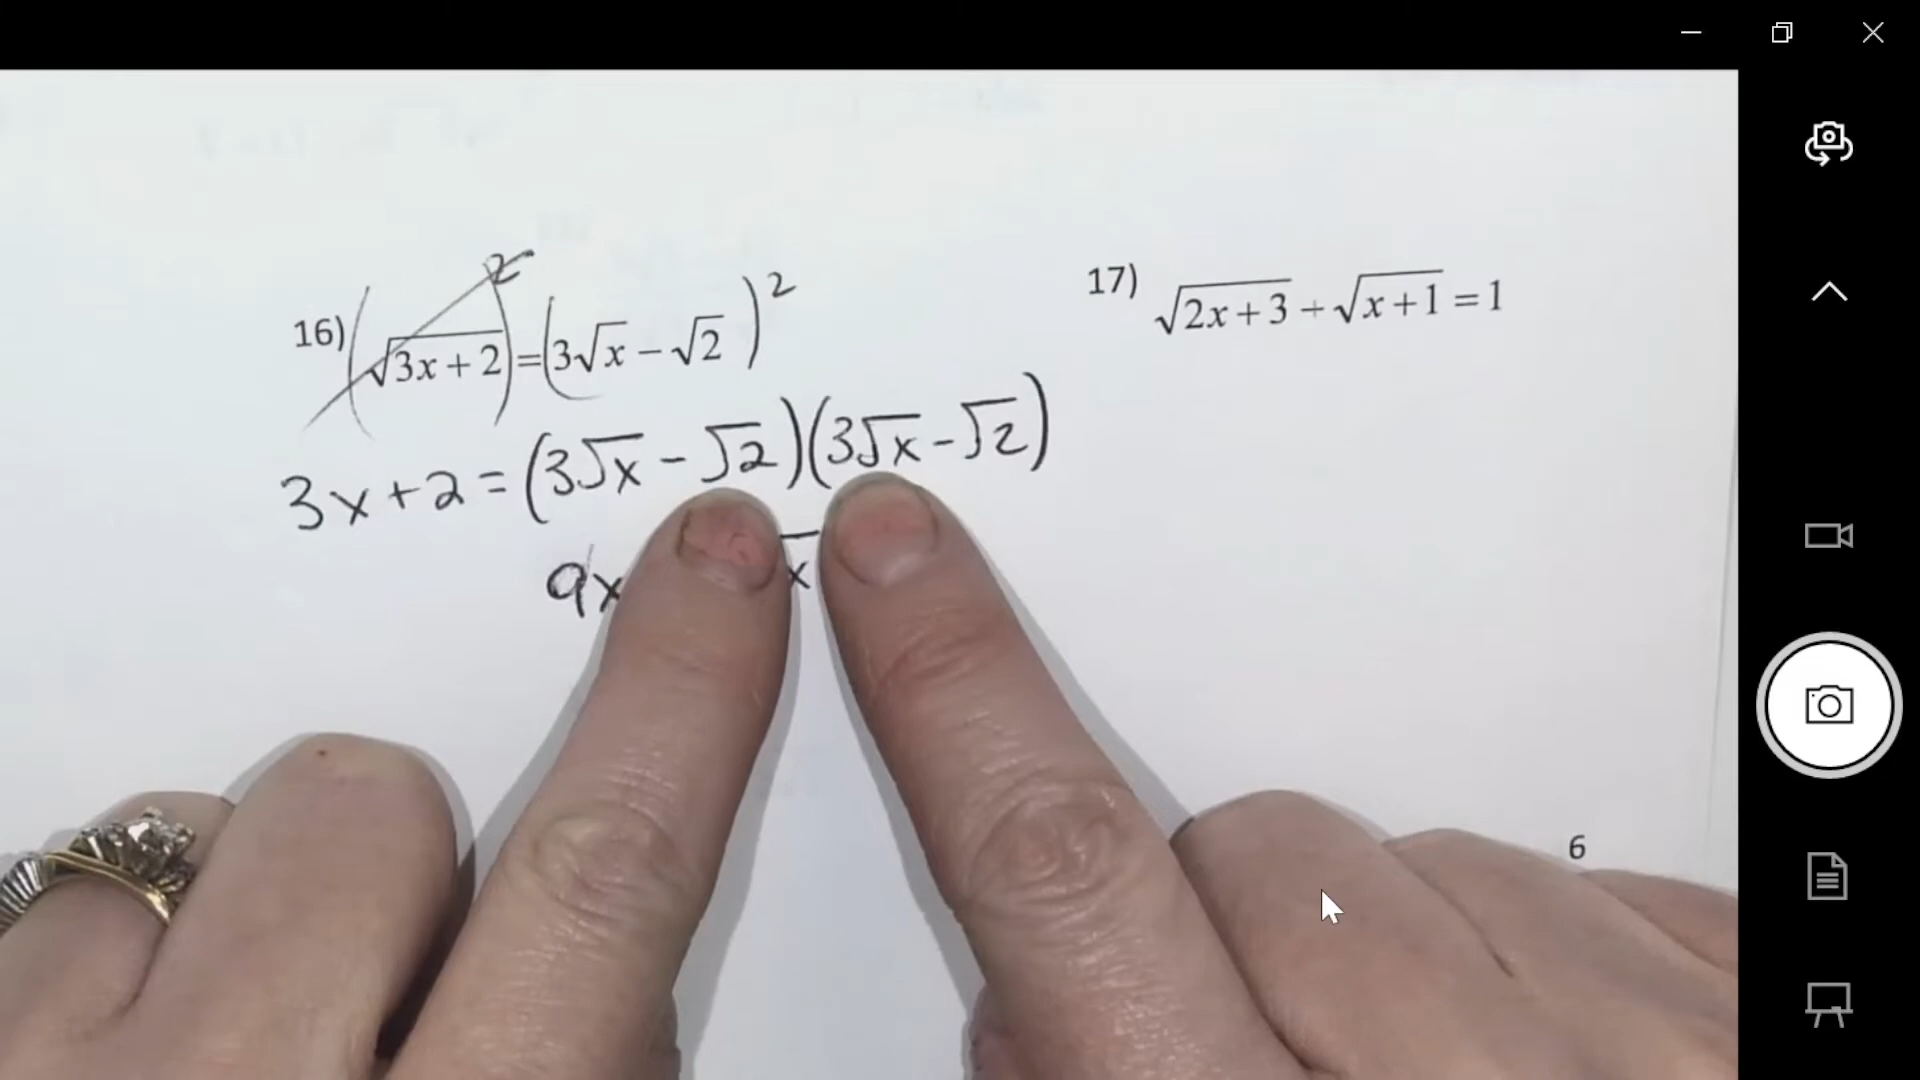 16) (√3x + 2)² = (3√x − √2)²
3x + 2 = (3√x − √2)(3√x − √2)
9x
x
17) √2x + 3 + √x + 1 = 1
6